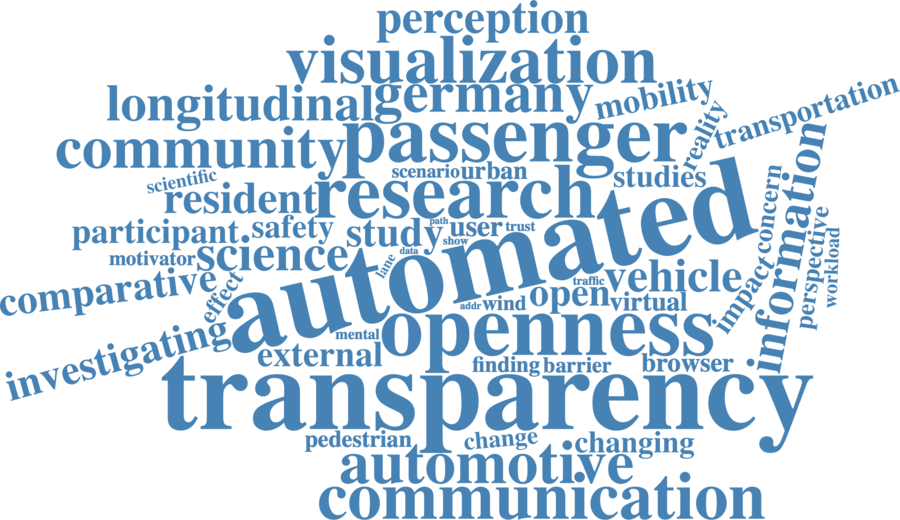 perception
visualization
longitudinal
germany
mobility
transportation
reality
community
passenger
scenario
urban
studies
scientific
resident
research
information
concern
participant
safety
study
path
user
trust
show
automated
perspective
workload
motivator
science
data
lane
traffic
vehicle
impact
comparative
effect
addr
wind
open
virtual
investigating
mental
openness
external
finding
barrier
browser
transparency
pedestrian
change
changing
automotive
communication